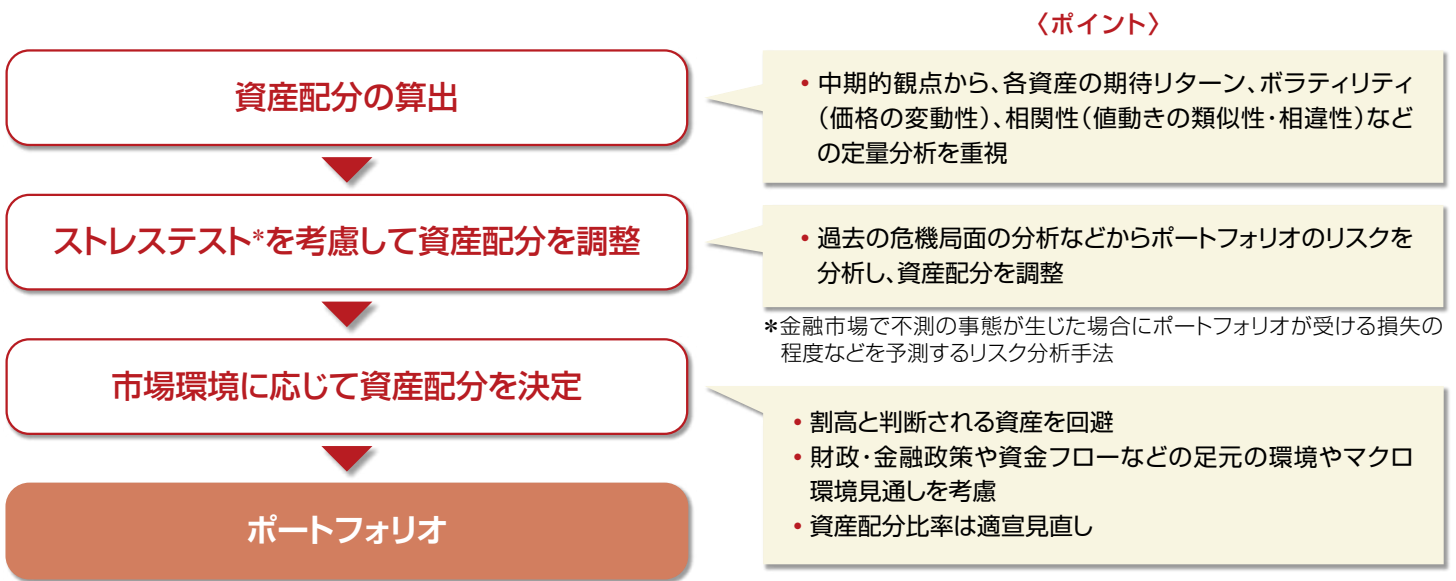 〈ポイント〉
資産配分の算出
• 中期的観点から、各資産の期待リターン、ボラティリティ
(価格の変動性)、相関性(値動きの類似性・相違性)など
の定量分析を重視
ストレステスト*を考慮して資産配分を調整
• 過去の危機局面の分析などからポートフォリオのリスクを
分析し、資産配分を調整
*金融市場で不測の事態が生じた場合にポートフォリオが受ける損失の
程度などを予測するリスク分析手法
市場環境に応じて資産配分を決定
• 割高と判断される資産を回避
• 財政・金融政策や資金フローなどの足元の環境やマクロ
環境見通しを考慮
• 資産配分比率は適宜見直し
ポートフォリオ